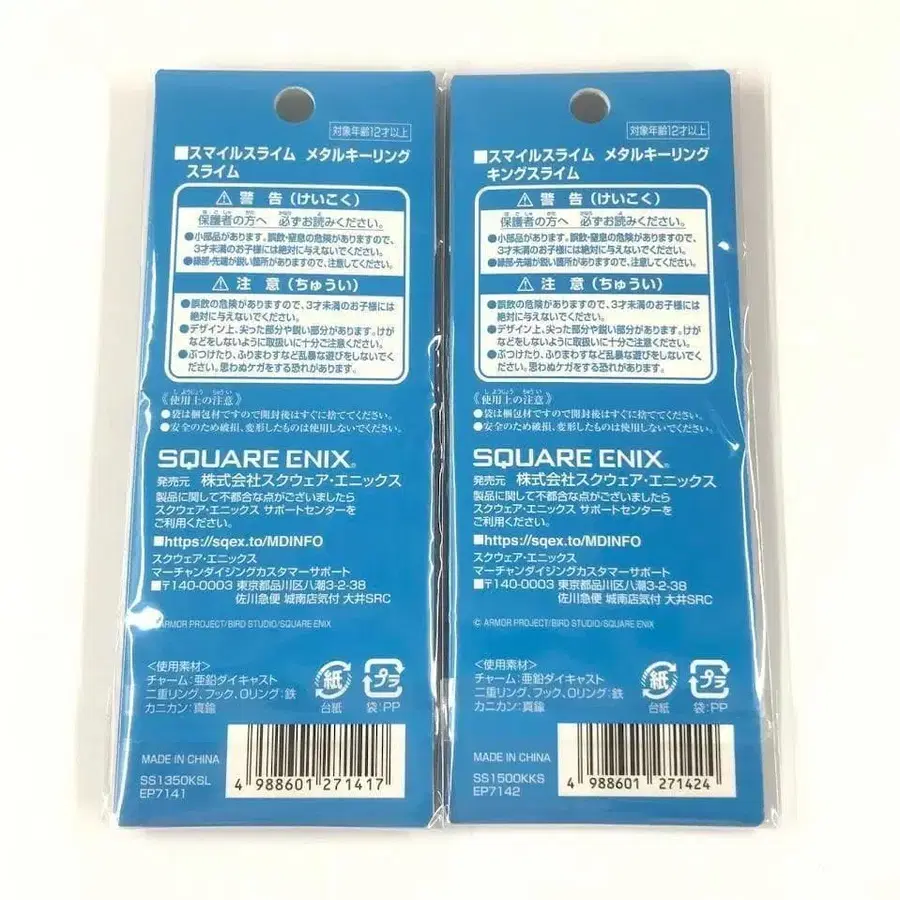 対象年齢12才以上
■スマイルスライム メタルキーリング
スライム
⚠ 警告(けいこく)
保護者の方へ 必ずお読みください。
●小部品があります。誤飲・窒息の危険がありますので、
3才未満のお子様には絶対に与えないでください。
●縁部・先端が鋭い箇所がありますので、注意してください。
⚠ 注意(ちゅうい)
●誤飲の危険がありますので、3才未満のお子様には
絶対に与えないでください。
●デザイン上、尖った部分や鋭い部分があります。けが
などをしないように取扱いに十分ご注意ください。
●ぶつけたり、ふりまわすなど乱暴な遊びをしないでく
ださい。思わぬケガをする恐れがあります。
《使用上の注意》
●袋は梱包材ですので開封後はすぐに捨ててください。
●安全のため破損、変形したものは使用しないでください。
SQUARE ENIX®
発売元 株式会社スクウェア・エニックス
製品に関して不都合な点がございましたら
スクウェア・エニックス サポートセンターを
ご利用ください。
■https://sqex.to/MDINFO
スクウェア・エニックス
マーチャンダイジングカスタマーサポート
■〒140-0003 東京都品川区八潮3-2-38
佐川急便 城南店気付 大井SRC
ARMOR PROJECT/BIRD STUDIO/SQUARE ENIX
<使用素材>
チャーム:亜鉛ダイキャスト
二重リング、フック、Oリング:鉄
カニカン:真鍮
紙
台紙
プラ
袋:PP
MADE IN CHINA
SS1350KSL
EP7141
4 988601 271417
対象年齢12才以上
■スマイルスライム メタルキーリング
キングスライム
⚠ 警告(けいこく)
保護者の方へ 必ずお読みください。
●小部品があります。誤飲・窒息の危険がありますので、
3才未満のお子様には絶対に与えないでください。
●縁部・先端が鋭い箇所がありますので、注意してください。
⚠ 注意(ちゅうい)
●誤飲の危険がありますので、3才未満のお子様には
絶対に与えないでください。
●デザイン上、尖った部分や鋭い部分があります。けが
などをしないように取扱いに十分ご注意ください。
●ぶつけたり、ふりまわすなど乱暴な遊びをしないでく
ださい。思わぬケガをする恐れがあります。
《使用上の注意》
●袋は梱包材ですので開封後はすぐに捨ててください。
●安全のため破損、変形したものは使用しないでください。
SQUARE ENIX®
発売元 株式会社スクウェア・エニックス
製品に関して不都合な点がございましたら
スクウェア・エニックス サポートセンターを
ご利用ください。
■https://sqex.to/MDINFO
スクウェア・エニックス
マーチャンダイジングカスタマーサポート
■〒140-0003 東京都品川区八潮3-2-38
佐川急便 城南店気付 大井SRC
© ARMOR PROJECT/BIRD STUDIO/SQUARE ENIX
<使用素材>
チャーム:亜鉛ダイキャスト
二重リング、フック、Oリング:鉄
カニカン:真鍮
紙
台紙
プラ
袋:PP
MADE IN CHINA
SS1500KKS
EP7142
4 988601 271424